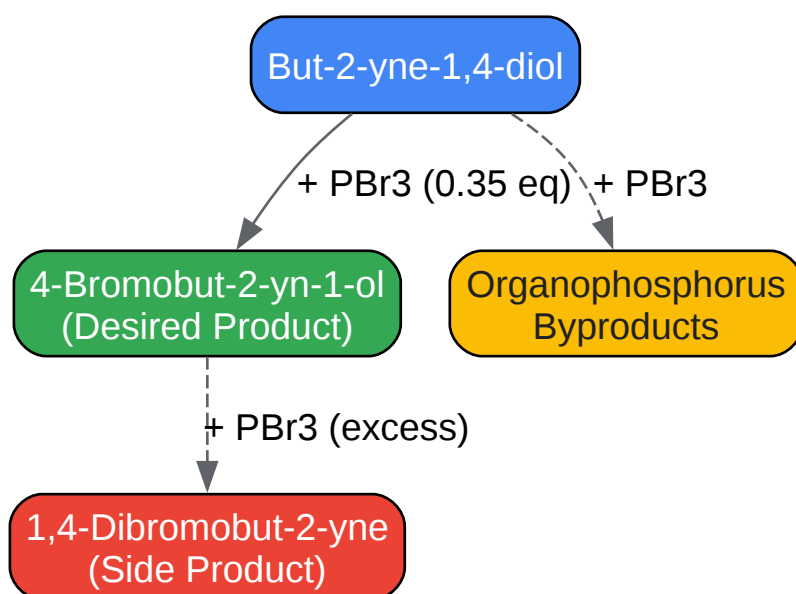 But-2-yne-1,4-diol
+ PBr3 (0.35 eq)
+ PBr3
4-Bromobut-2-yn-1-ol
(Desired Product)
Organophosphorus
Byproducts
+ PBr3 (excess)
1,4-Dibromobut-2-yne
(Side Product)